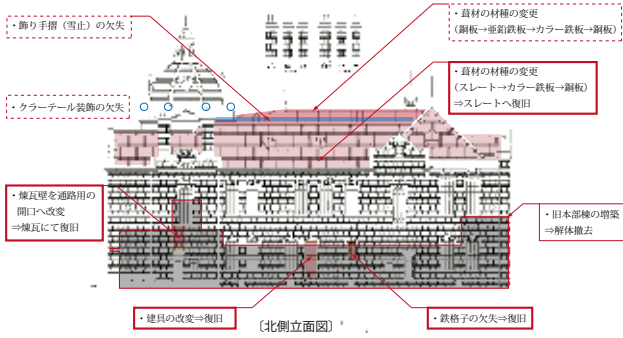 ・飾り手摺（雪止）の欠失
・葺材の材種の変更
（銅板→亜鉛鉄板→カラー鉄板→銅板）
・葺材の材種の変更
（スレート→カラー鉄板→銅板）
⇒スレートへ復旧
・クラーテール装飾の欠失
・煉瓦壁を通路用の
開口へ改変
⇒煉瓦にて復旧
・旧本部棟の増築
⇒解体撤去
・建具の改変⇒復旧
〔北側立面図〕
・鉄格子の欠失⇒復旧